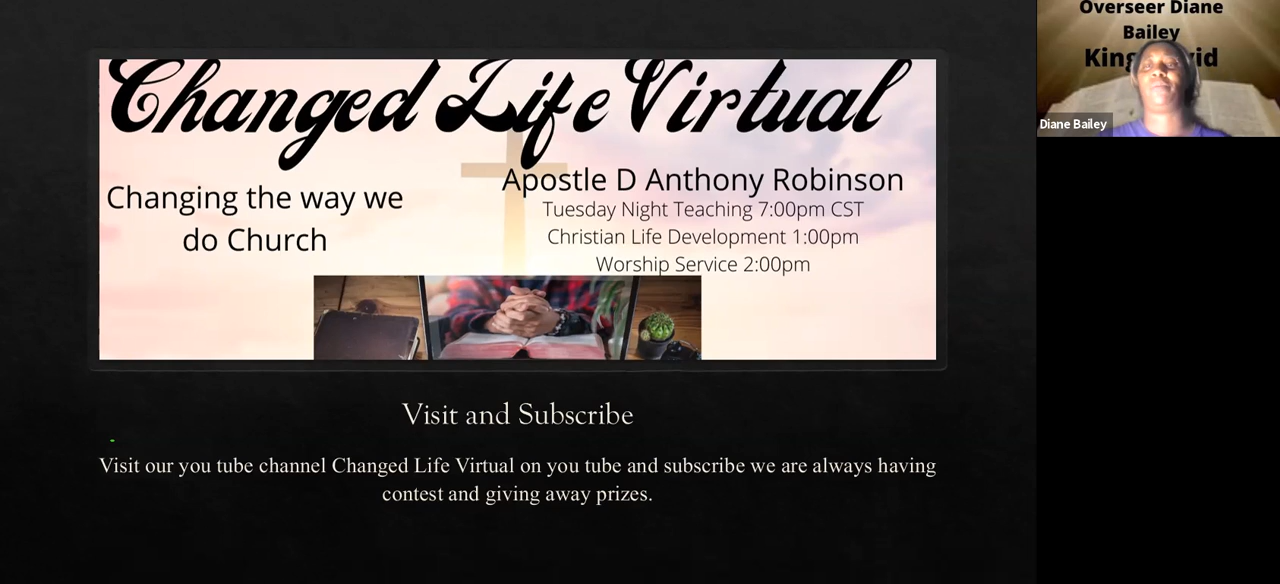 Changed Life Virtual
Changing the way we
do Church
Apostle D Anthony Robinson
Tuesday Night Teaching 7:00pm CST
Christian Life Development 1:00pm
Worship Service 2:00pm
Visit and Subscribe
Visit our you tube channel Changed Life Virtual on you tube and subscribe we are always having
contest and giving away prizes.
Overseer Diane
Bailey
Diane Bailey